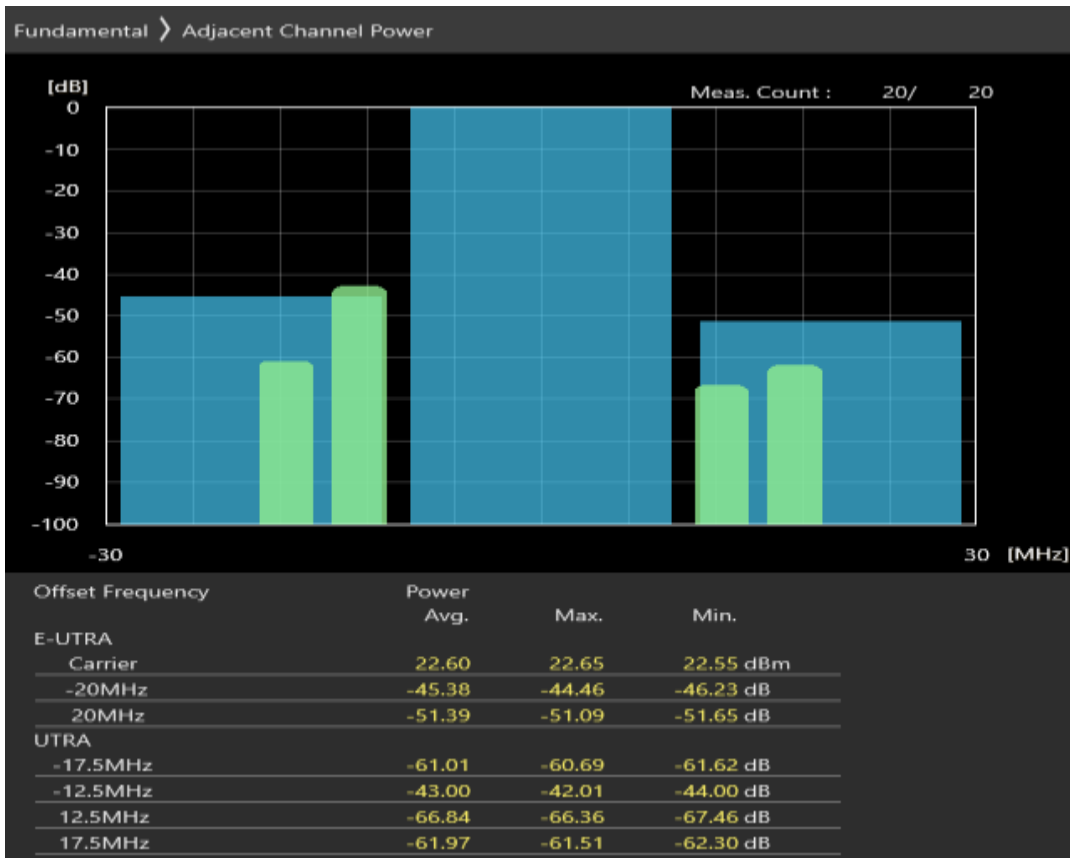 Fundamental 》 Adjacent Channel Power
[dB]
Meas. Count : 20/ 20
0
-10
-20
-30
-40
-50
-60
-70
-80
-90
-100
-30 30 [MHz]
Offset Frequency Power
Avg. Max. Min.
E-UTRA
Carrier 22.60 22.65 22.55 dBm
-20MHz -45.38 -44.46 -46.23 dB
20MHz -51.39 -51.09 -51.65 dB
UTRA
-17.5MHz -61.01 -60.69 -61.62 dB
-12.5MHz -43.00 -42.01 -44.00 dB
12.5MHz -66.84 -66.36 -67.46 dB
17.5MHz -61.97 -61.51 -62.30 dB